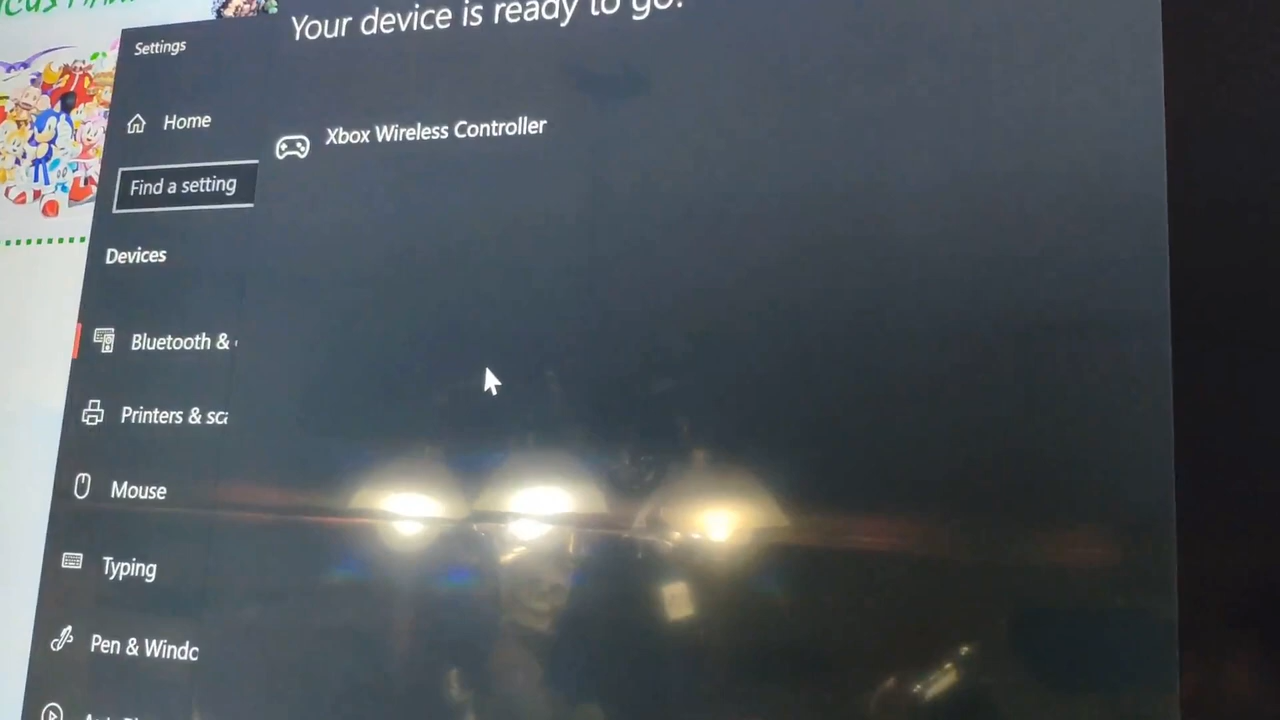 Your device is ready to go!
Settings
Home
Xbox Wireless Controller
Find a setting
Devices
Bluetooth &
Printers & sca
Mouse
Typing
Pen & Windo